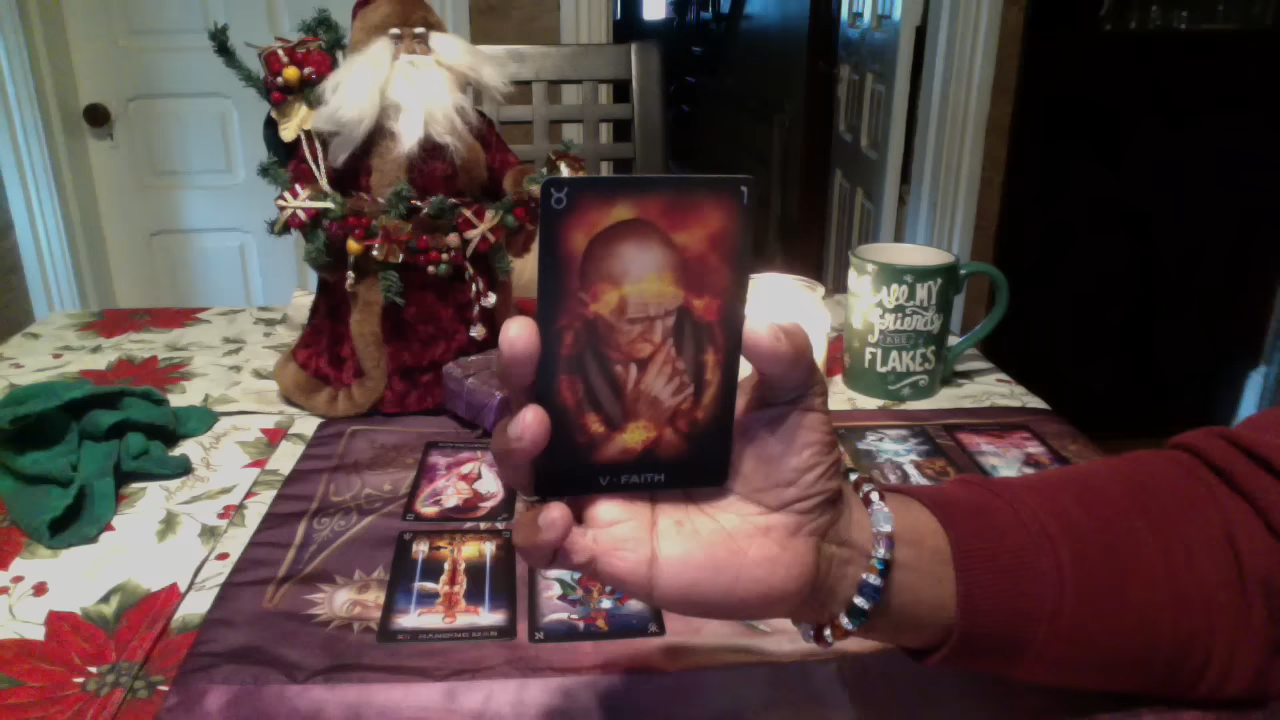 V · FAITH
All MY
friends
ARE
FLAKES
XII · HANGING MAN